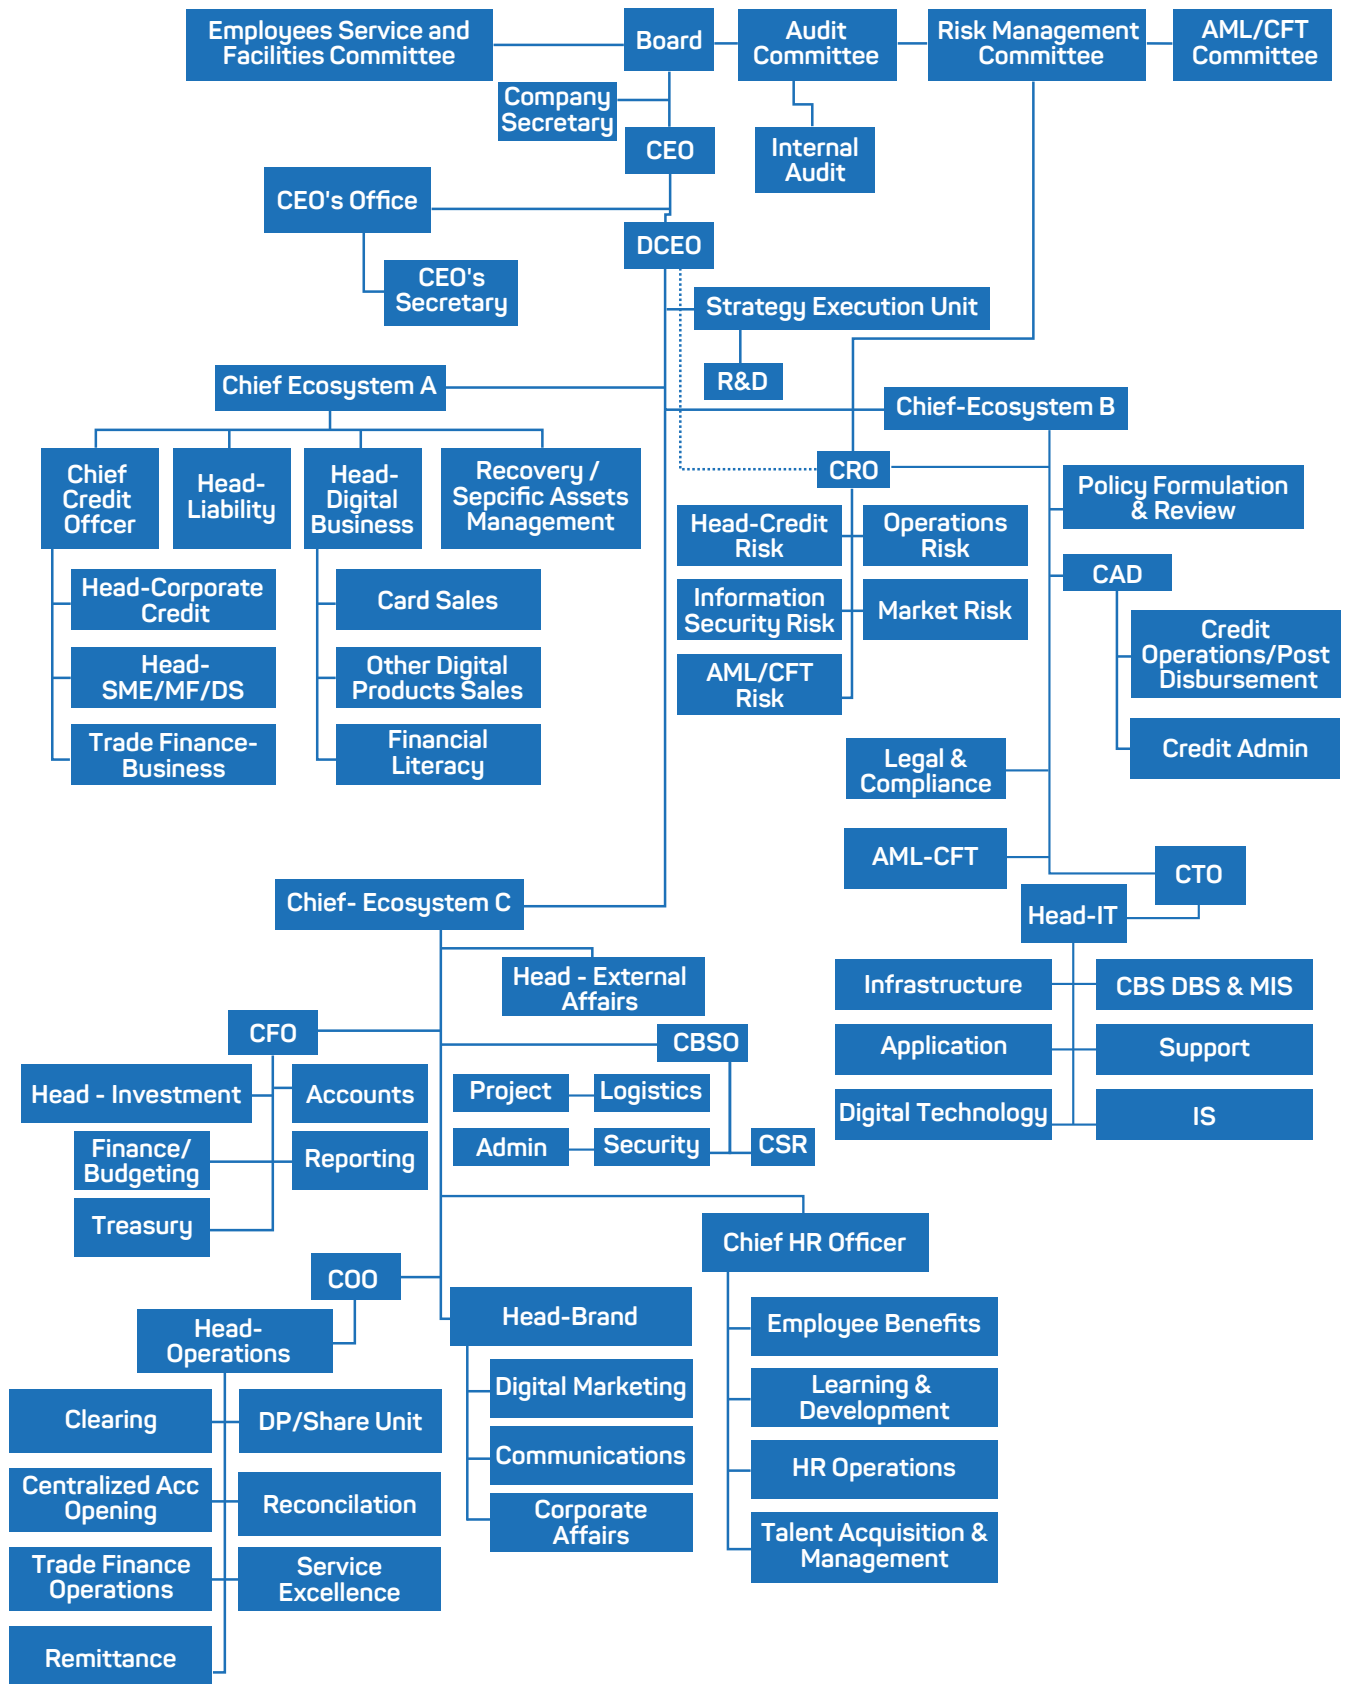 Employees Service and
Facilities Committee
Board
Audit
Committee
Risk Management
Committee
AML/CFT
Committee
Company
Secretary
CEO
Internal
Audit
CEO's Office
DCEO
CEO's
Secretary
Strategy Execution Unit
R&D
Chief Ecosystem A
Chief-Ecosystem B
Chief
Credit
Offcer
Head-
Liability
Head-
Digital
Business
Recovery /
Sepcific Assets
Management
CRO
Policy Formulation
& Review
Head-Credit
Risk
Operations
Risk
CAD
Head-Corporate
Credit
Card Sales
Information
Security Risk
Market Risk
Credit
Operations/Post
Disbursement
Head-
SME/MF/DS
Other Digital
Products Sales
AML/CFT
Risk
Trade Finance-
Business
Financial
Literacy
Legal &
Compliance
Credit Admin
AML-CFT
CTO
Chief- Ecosystem C
Head-IT
Head - External
Affairs
Infrastructure
CBS DBS & MIS
CFO
CBSO
Application
Support
Head - Investment
Accounts
Project
Logistics
Digital Technology
IS
Finance/
Budgeting
Reporting
Admin
Security
CSR
Treasury
Chief HR Officer
COO
Head-Brand
Head-
Operations
Employee Benefits
Digital Marketing
Learning &
Development
Clearing
DP/Share Unit
Communications
HR Operations
Centralized Acc
Opening
Reconcilation
Corporate
Affairs
Talent Acquisition &
Management
Trade Finance
Operations
Service
Excellence
Remittance